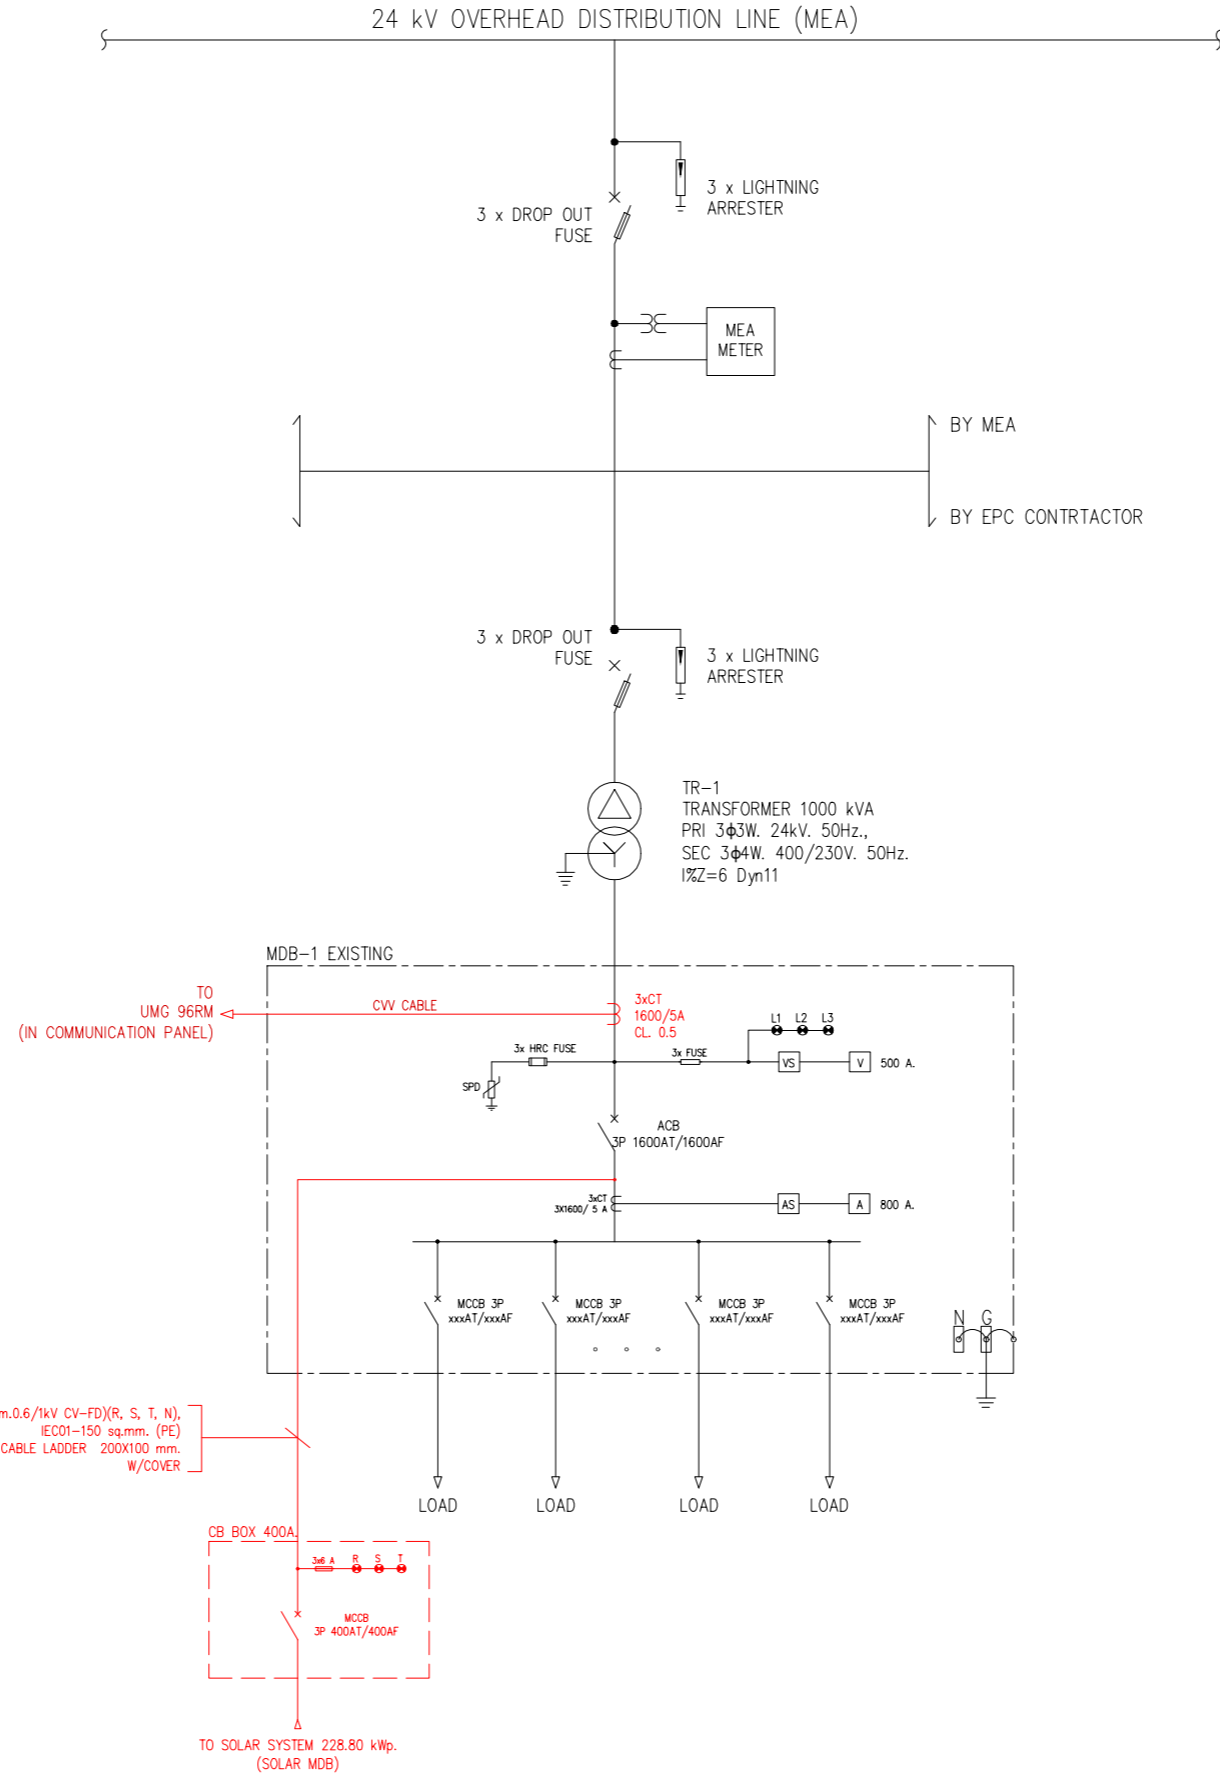 24 kV OVERHEAD DISTRIBUTION LINE (MEA)
3 x LIGHTNING
ARRESTER
3 x DROP OUT
FUSE
MEA
METER
BY MEA
BY EPC CONTRTACTOR
3 x DROP OUT
FUSE
3 x LIGHTNING
ARRESTER
TR-1
TRANSFORMER 1000 kVA
PRI 3ϕ3W. 24kV. 50Hz.,
SEC 3ϕ4W. 400/230V. 50Hz.
I%Z=6 Dyn11
MDB-1 EXISTING
TO
UMG 96RM
(IN COMMUNICATION PANEL)
CVV CABLE
3xCT
1600/5A
CL. 0.5
L1 L2 L3
3x HRC FUSE
3x FUSE
VS
V
500 A.
SPD
ACB
3P 1600AT/1600AF
3xCT
3X1600/ 5 A
AS
A
800 A.
MCCB 3P
xxxAT/xxxAF
MCCB 3P
xxxAT/xxxAF
MCCB 3P
xxxAT/xxxAF
MCCB 3P
xxxAT/xxxAF
N G
m.0.6/1kV CV-FD)(R, S, T, N),
IEC01-150 sq.mm. (PE)
CABLE LADDER 200X100 mm.
W/COVER
LOAD
LOAD
LOAD
LOAD
CB BOX 400A.
3x6 A
R S T
MCCB
3P 400AT/400AF
TO SOLAR SYSTEM 228.80 kWp.
(SOLAR MDB)